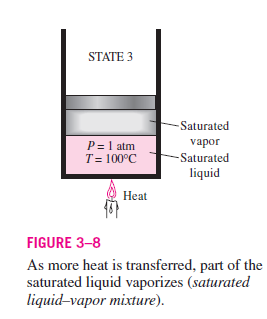 STATE 3
Saturated
vapor
P = 1 atm
T = 100°C
Saturated
liquid
Heat
FIGURE 3–8
As more heat is transferred, part of the
saturated liquid vaporizes (saturated
liquid–vapor mixture).